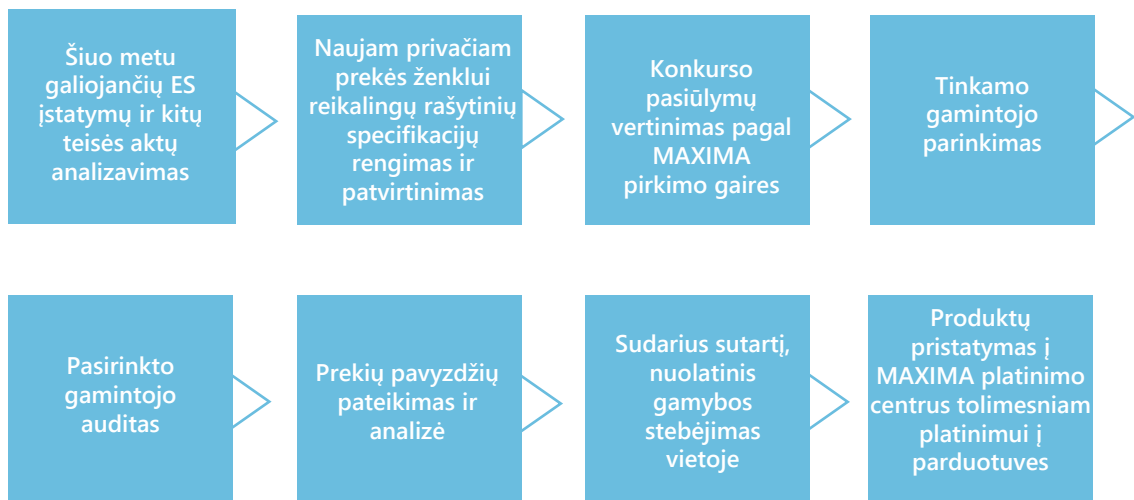 Šiuo metu
galiojančių ES
įstatymų ir kitų
teisės aktų
analizavimas
Naujam privačiam
prekės ženklui
reikalingų rašytinių
specifikacijų
rengimas ir
patvirtinimas
Konkurso
pasiūlymų
vertinimas pagal
MAXIMA
pirkimo gaires
Tinkamo
gamintojo
parinkimas
Pasirinkto
gamintojo
auditas
Prekių pavyzdžių
pateikimas ir
analizė
Sudarius sutartį,
nuolatinis
gamybos
stebėjimas
vietoje
Produktų
pristatymas į
MAXIMA platinimo
centrus tolimesniam
platinimui į
parduotuves